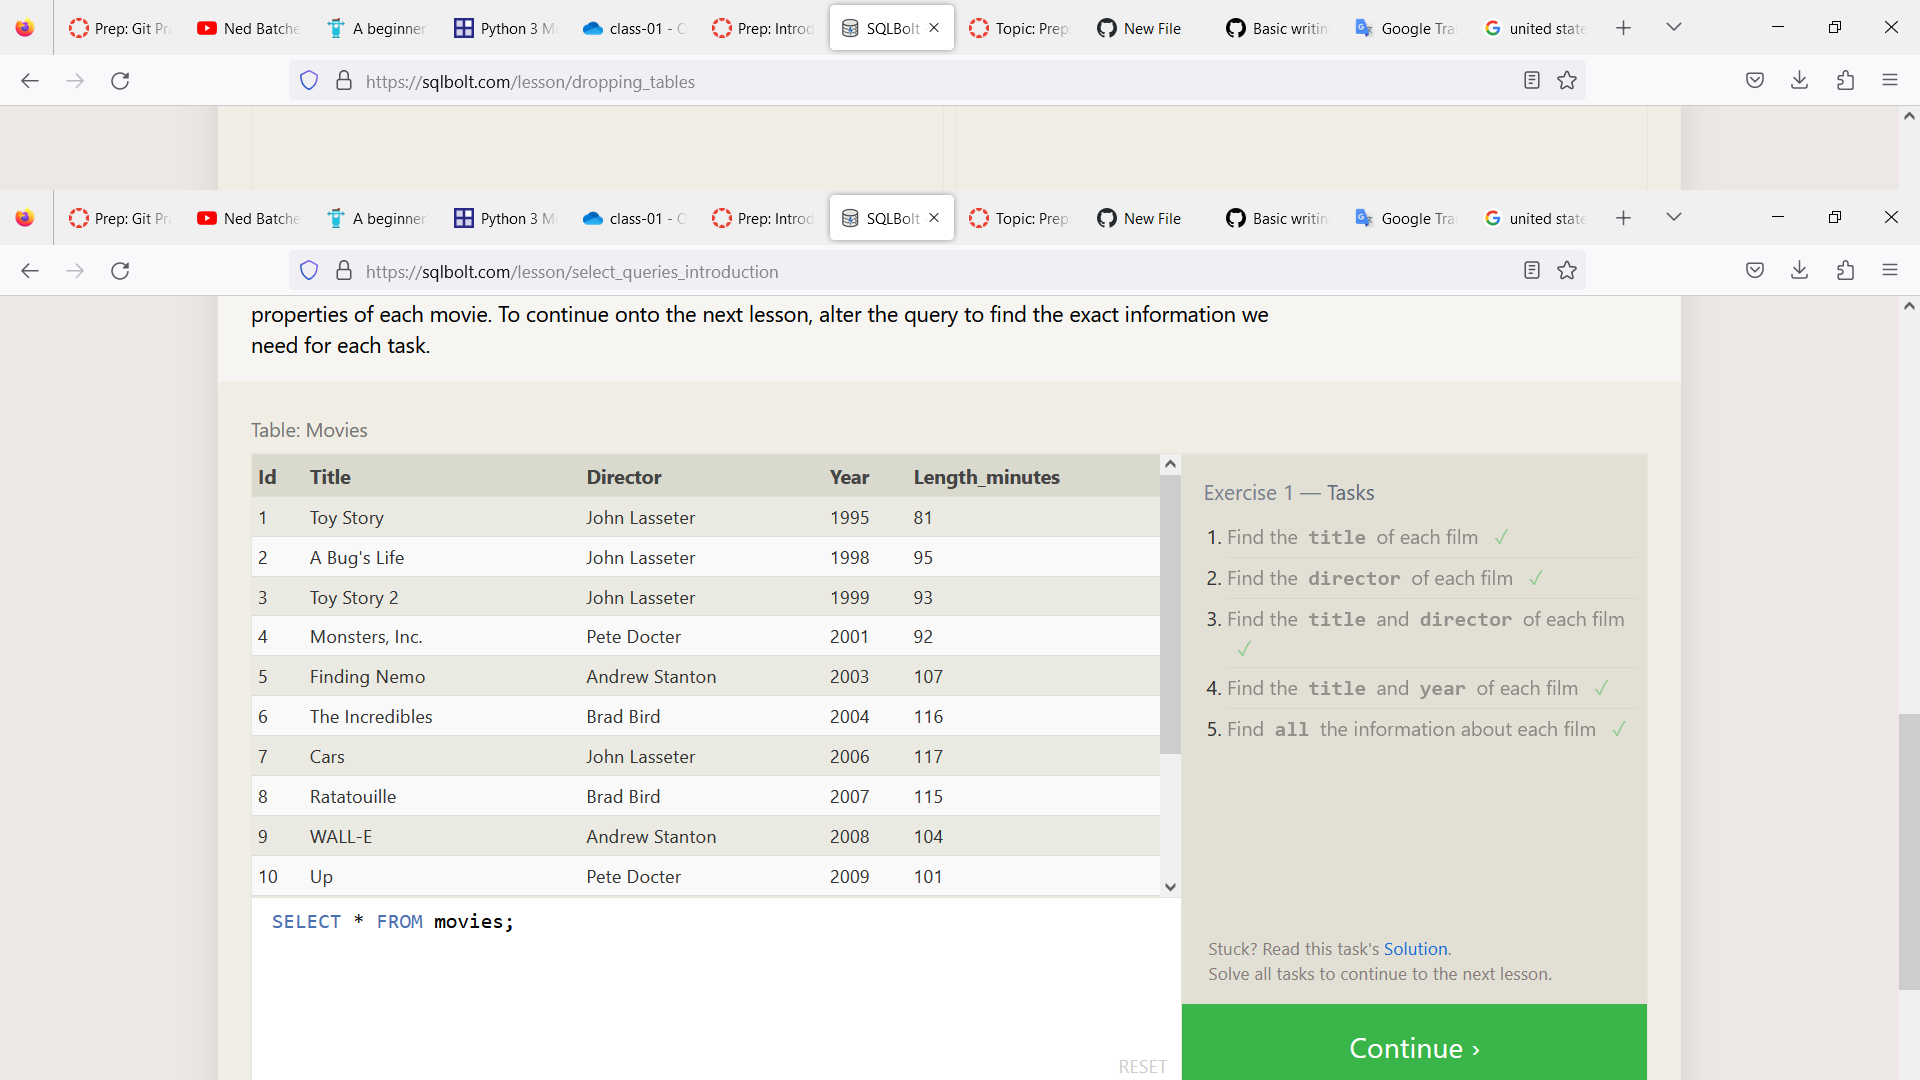 Prep: Git Pra
Ned Batche
A beginner
Python 3 M
class-01 - O
Prep: Introd
SQLBolt
Topic: Prep:
New File
Basic writin
Google Tra
united state
https://sqlbolt.com/lesson/dropping_tables
Prep: Git Pra
Ned Batche
A beginner
Python 3 M
class-01 - O
Prep: Introd
SQLBolt
Topic: Prep:
New File
Basic writin
Google Tra
united state
https://sqlbolt.com/lesson/select_queries_introduction
properties of each movie. To continue onto the next lesson, alter the query to find the exact information we
need for each task.
Table: Movies
Id Title Director Year Length_minutes
1 Toy Story John Lasseter 1995 81
2 A Bug's Life John Lasseter 1998 95
3 Toy Story 2 John Lasseter 1999 93
4 Monsters, Inc. Pete Docter 2001 92
5 Finding Nemo Andrew Stanton 2003 107
6 The Incredibles Brad Bird 2004 116
7 Cars John Lasseter 2006 117
8 Ratatouille Brad Bird 2007 115
9 WALL-E Andrew Stanton 2008 104
10 Up Pete Docter 2009 101
SELECT * FROM movies;
RESET
Exercise 1 — Tasks
1. Find the title of each film ✓
2. Find the director of each film ✓
3. Find the title and director of each film
✓
4. Find the title and year of each film ✓
5. Find all the information about each film ✓
Stuck? Read this task's Solution.
Solve all tasks to continue to the next lesson.
Continue ›